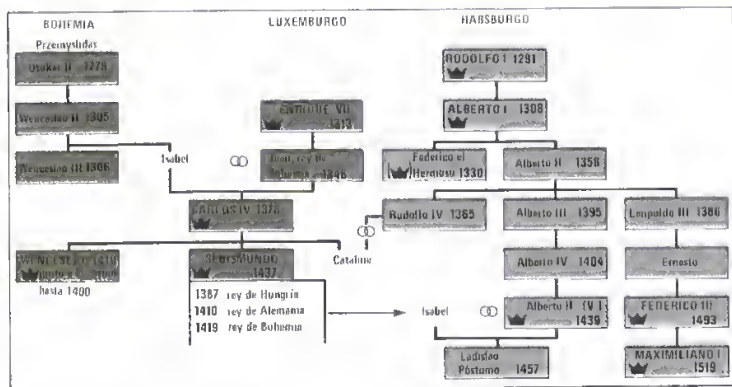 BOHEMIA
LUXEMBURGO
HABSBURGO
Przemyslidas
Otokar II 1278
RODOLFO I 1291
Wenceslao II 1305
ENRIQUE VII
1313
ALBERTO I 1308
Wenceslao III 1306
Isabel
Juan, rey de
Bohemia 1346
Federico el
Hermoso 1330
Alberto II 1358
CARLOS IV 1378
Rudolfo IV 1365
Alberto III 1395
Leopoldo III 1386
WENCESLAO 1419
hasta 1400
SEGISMUNDO
1437
Catalina
Alberto IV 1404
Ernesto
1387 rey de Hungría
1410 rey de Alemania
1419 rey de Bohemia
Isabel
Alberto II (V)
1439
FEDERICO III
1493
Ladislao
Póstumo 1457
MAXIMILIANO I
1519